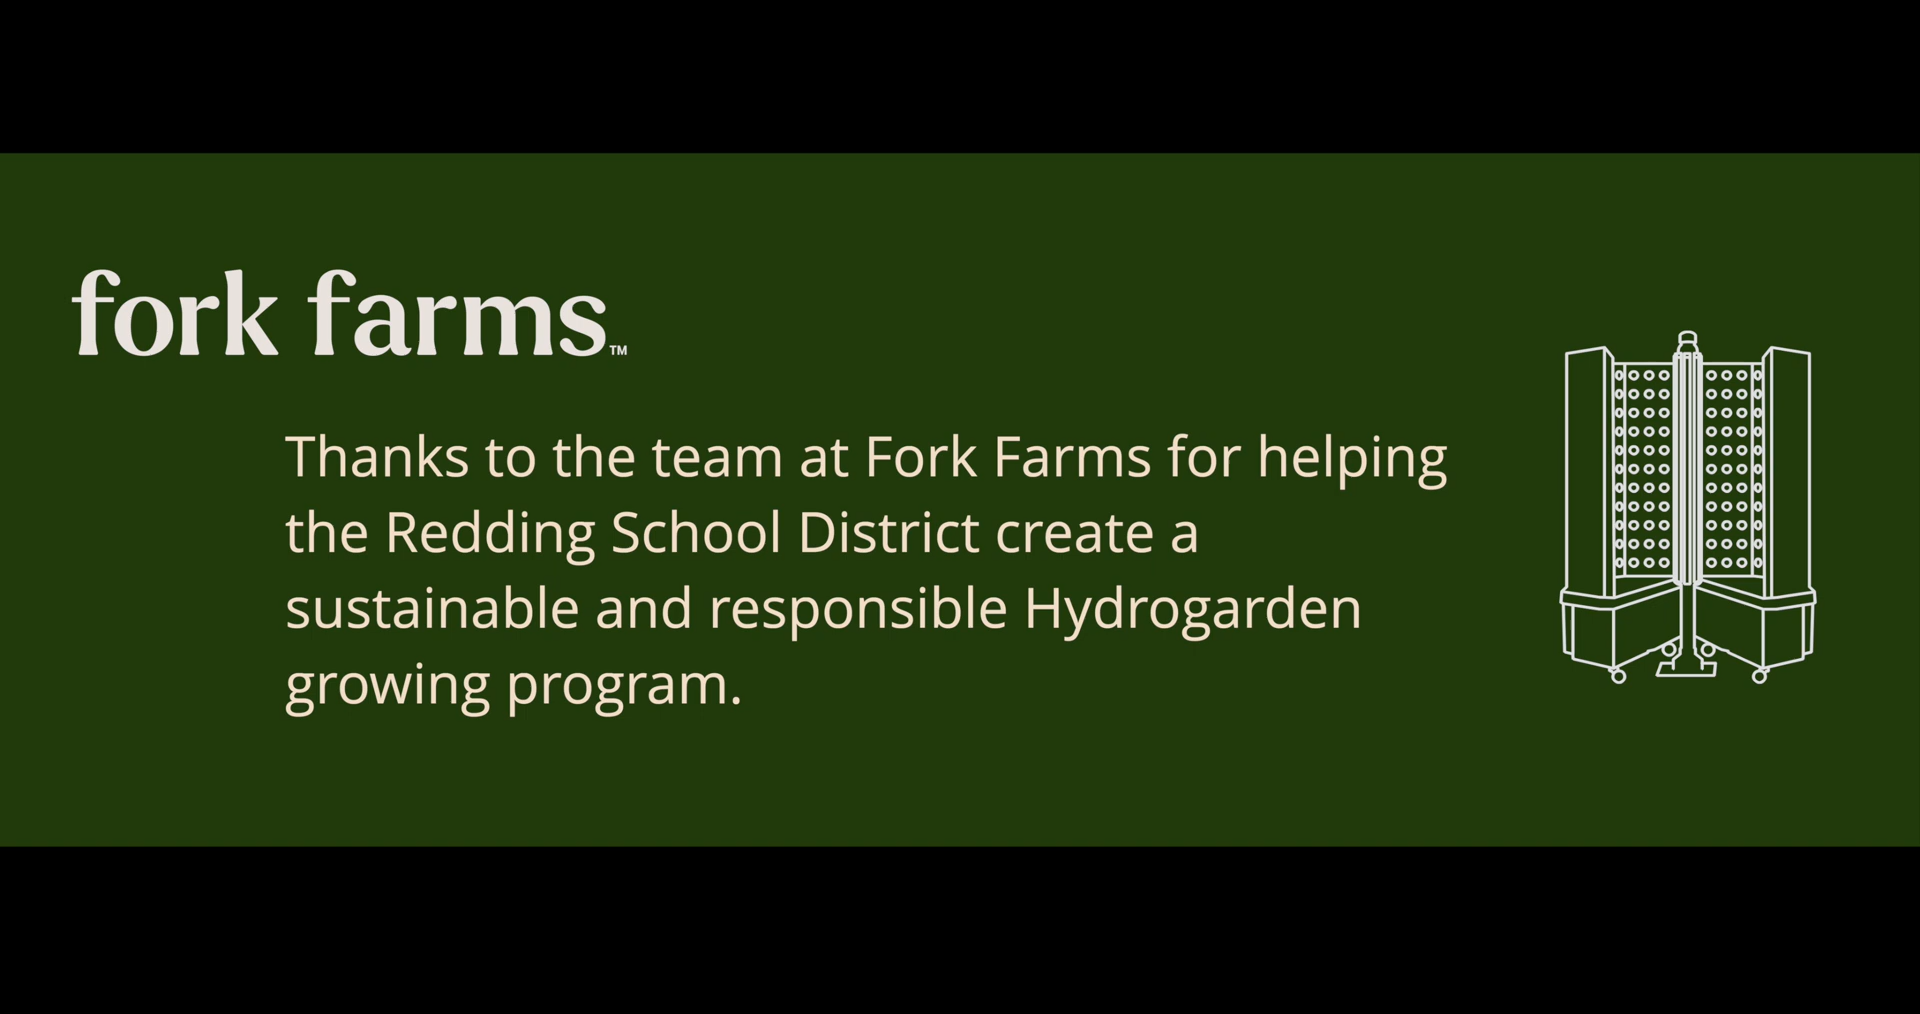 fork farms™
Thanks to the team at Fork Farms for helping
the Redding School District create a
sustainable and responsible Hydrogarden
growing program.